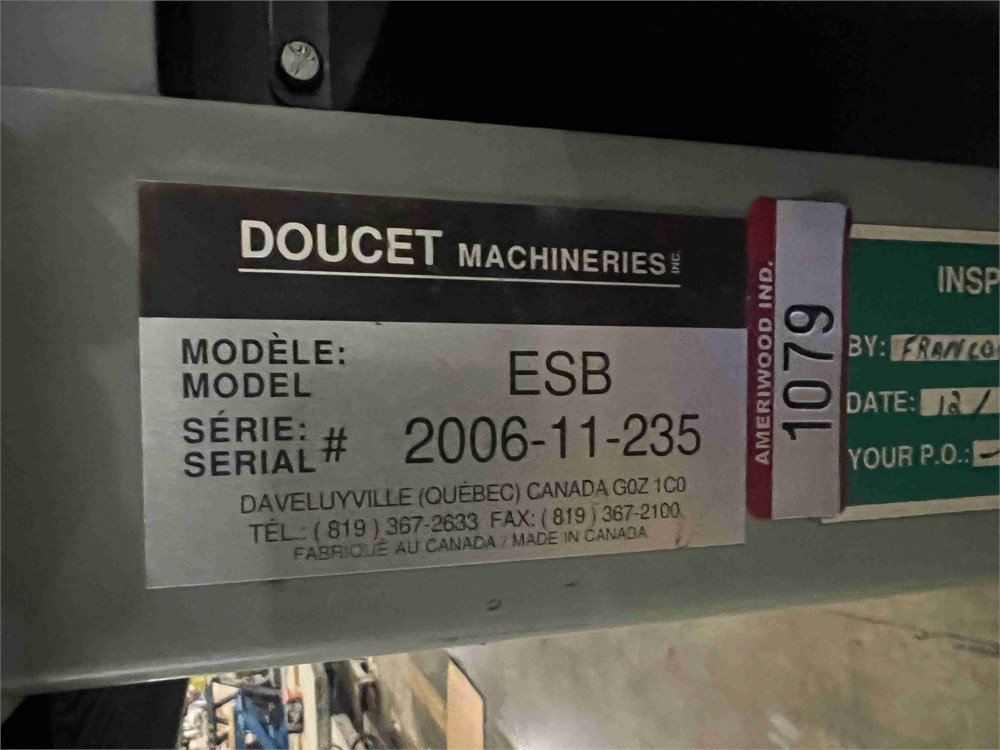 DOUCET MACHINERIES INC.
MODÈLE:
MODEL
ESB
SÉRIE:
SERIAL #
2006-11-235
DAVELUYVILLE (QUÉBEC) CANADA G0Z 1C0
TÉL.: (819) 367-2633 FAX: (819) 367-2100
FABRIQUÉ AU CANADA / MADE IN CANADA
AMERIWOOD IND.
1079
INSP
BY: FRANCO
DATE: 12/
YOUR P.O.: -